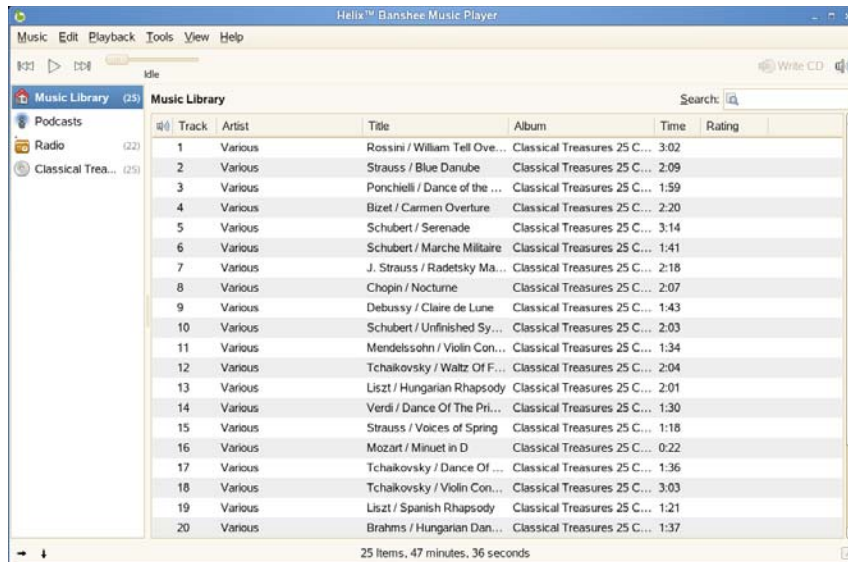 Helix™ Banshee Music Player
Music Edit Playback Tools View Help
Idle
Write CD
Music Library (25)
Podcasts
Radio (22)
Classical Trea... (25)
Music Library
Search:
Track Artist Title Album Time Rating
1 Various Rossini / William Tell Ove... Classical Treasures 25 C... 3:02
2 Various Strauss / Blue Danube Classical Treasures 25 C... 2:09
3 Various Ponchielli / Dance of the ... Classical Treasures 25 C... 1:59
4 Various Bizet / Carmen Overture Classical Treasures 25 C... 2:20
5 Various Schubert / Serenade Classical Treasures 25 C... 3:14
6 Various Schubert / Marche Militaire Classical Treasures 25 C... 1:41
7 Various J. Strauss / Radetsky Ma... Classical Treasures 25 C... 2:18
8 Various Chopin / Nocturne Classical Treasures 25 C... 2:07
9 Various Debussy / Claire de Lune Classical Treasures 25 C... 1:43
10 Various Schubert / Unfinished Sy... Classical Treasures 25 C... 2:03
11 Various Mendelssohn / Violin Con... Classical Treasures 25 C... 1:34
12 Various Tchaikovsky / Waltz Of F... Classical Treasures 25 C... 2:04
13 Various Liszt / Hungarian Rhapsody Classical Treasures 25 C... 2:01
14 Various Verdi / Dance Of The Pri... Classical Treasures 25 C... 1:30
15 Various Strauss / Voices of Spring Classical Treasures 25 C... 1:18
16 Various Mozart / Minuet in D Classical Treasures 25 C... 0:22
17 Various Tchaikovsky / Dance Of ... Classical Treasures 25 C... 1:36
18 Various Tchaikovsky / Violin Con... Classical Treasures 25 C... 3:03
19 Various Liszt / Spanish Rhapsody Classical Treasures 25 C... 1:21
20 Various Brahms / Hungarian Dan... Classical Treasures 25 C... 1:37
25 Items, 47 minutes, 36 seconds